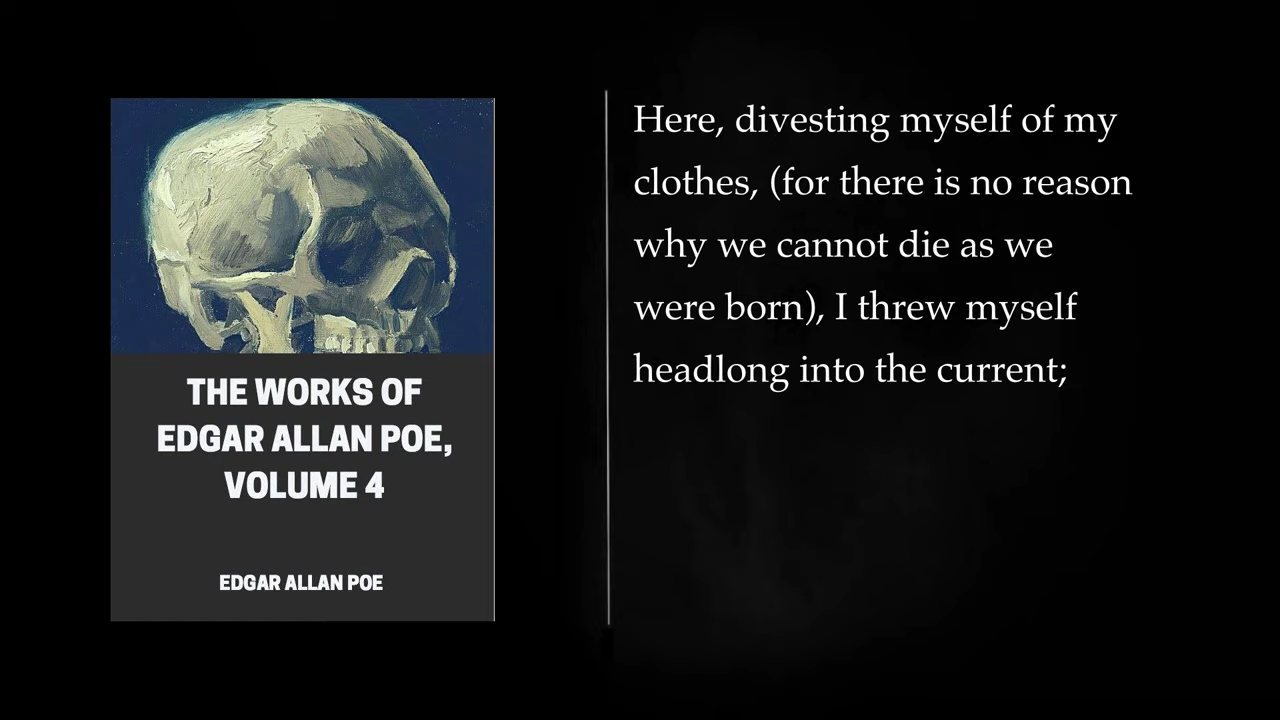 THE WORKS OF
EDGAR ALLAN POE,
VOLUME 4
EDGAR ALLAN POE
Here, divesting myself of my
clothes, (for there is no reason
why we cannot die as we
were born), I threw myself
headlong into the current;